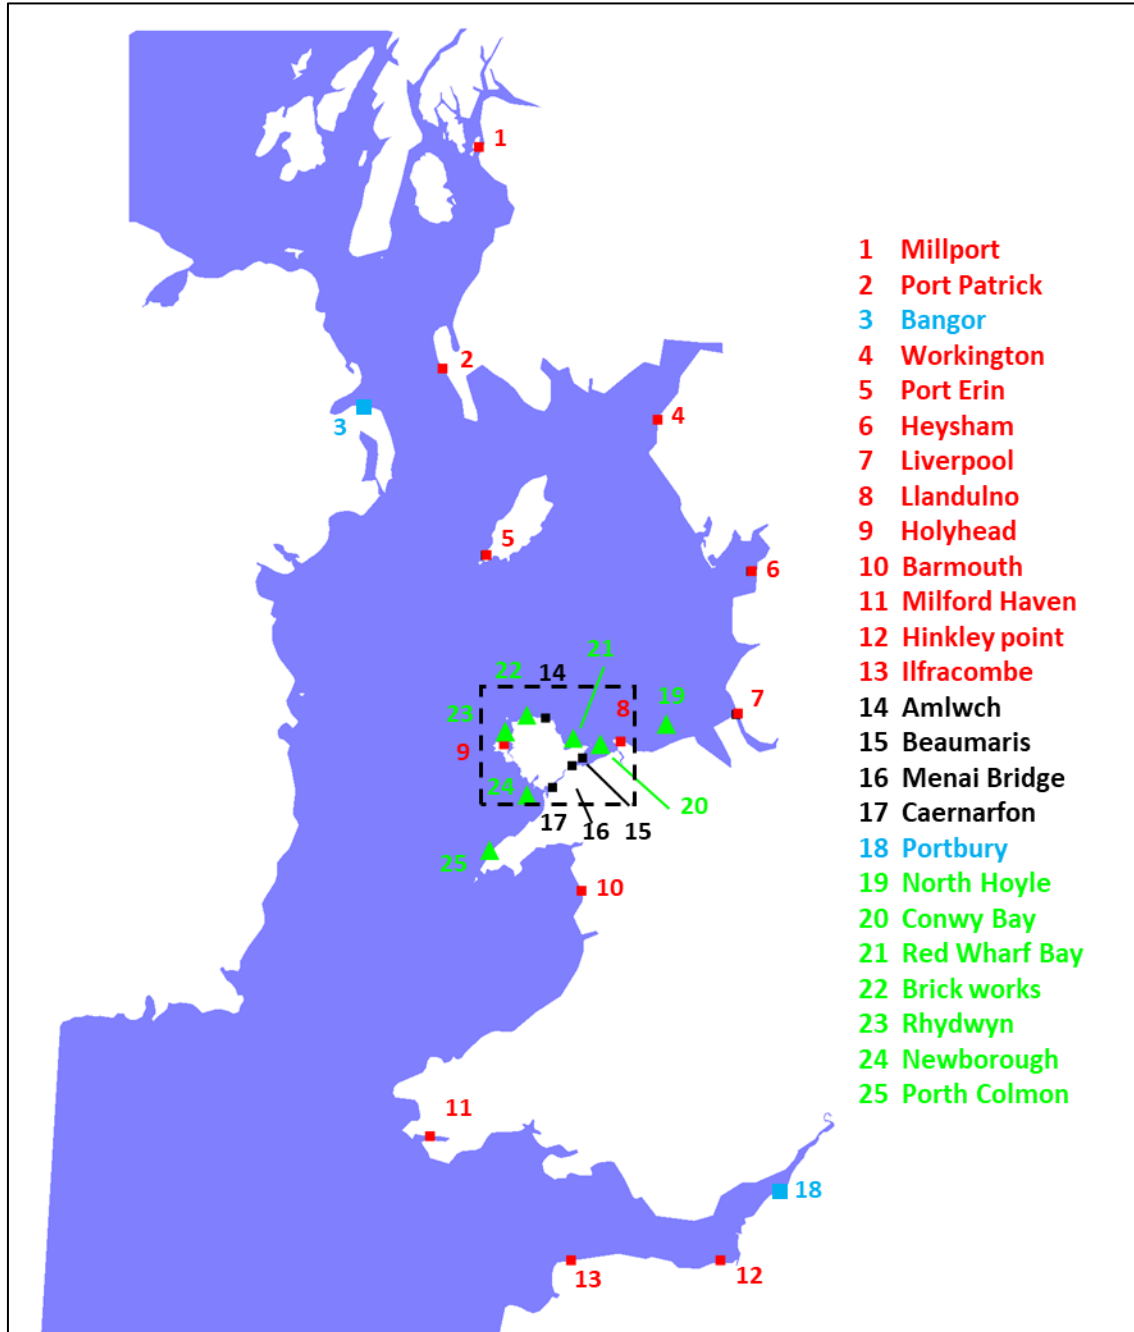 1
2
3
4
5
6
21
22
14
19
23
8
7
9
24
20
17
16
15
25
10
11
18
13
12
1 Millport
2 Port Patrick
3 Bangor
4 Workington
5 Port Erin
6 Heysham
7 Liverpool
8 Llandulno
9 Holyhead
10 Barmouth
11 Milford Haven
12 Hinkley point
13 Ilfracombe
14 Amlwch
15 Beaumaris
16 Menai Bridge
17 Caernarfon
18 Portbury
19 North Hoyle
20 Conwy Bay
21 Red Wharf Bay
22 Brick works
23 Rhydwyn
24 Newborough
25 Porth Colmon